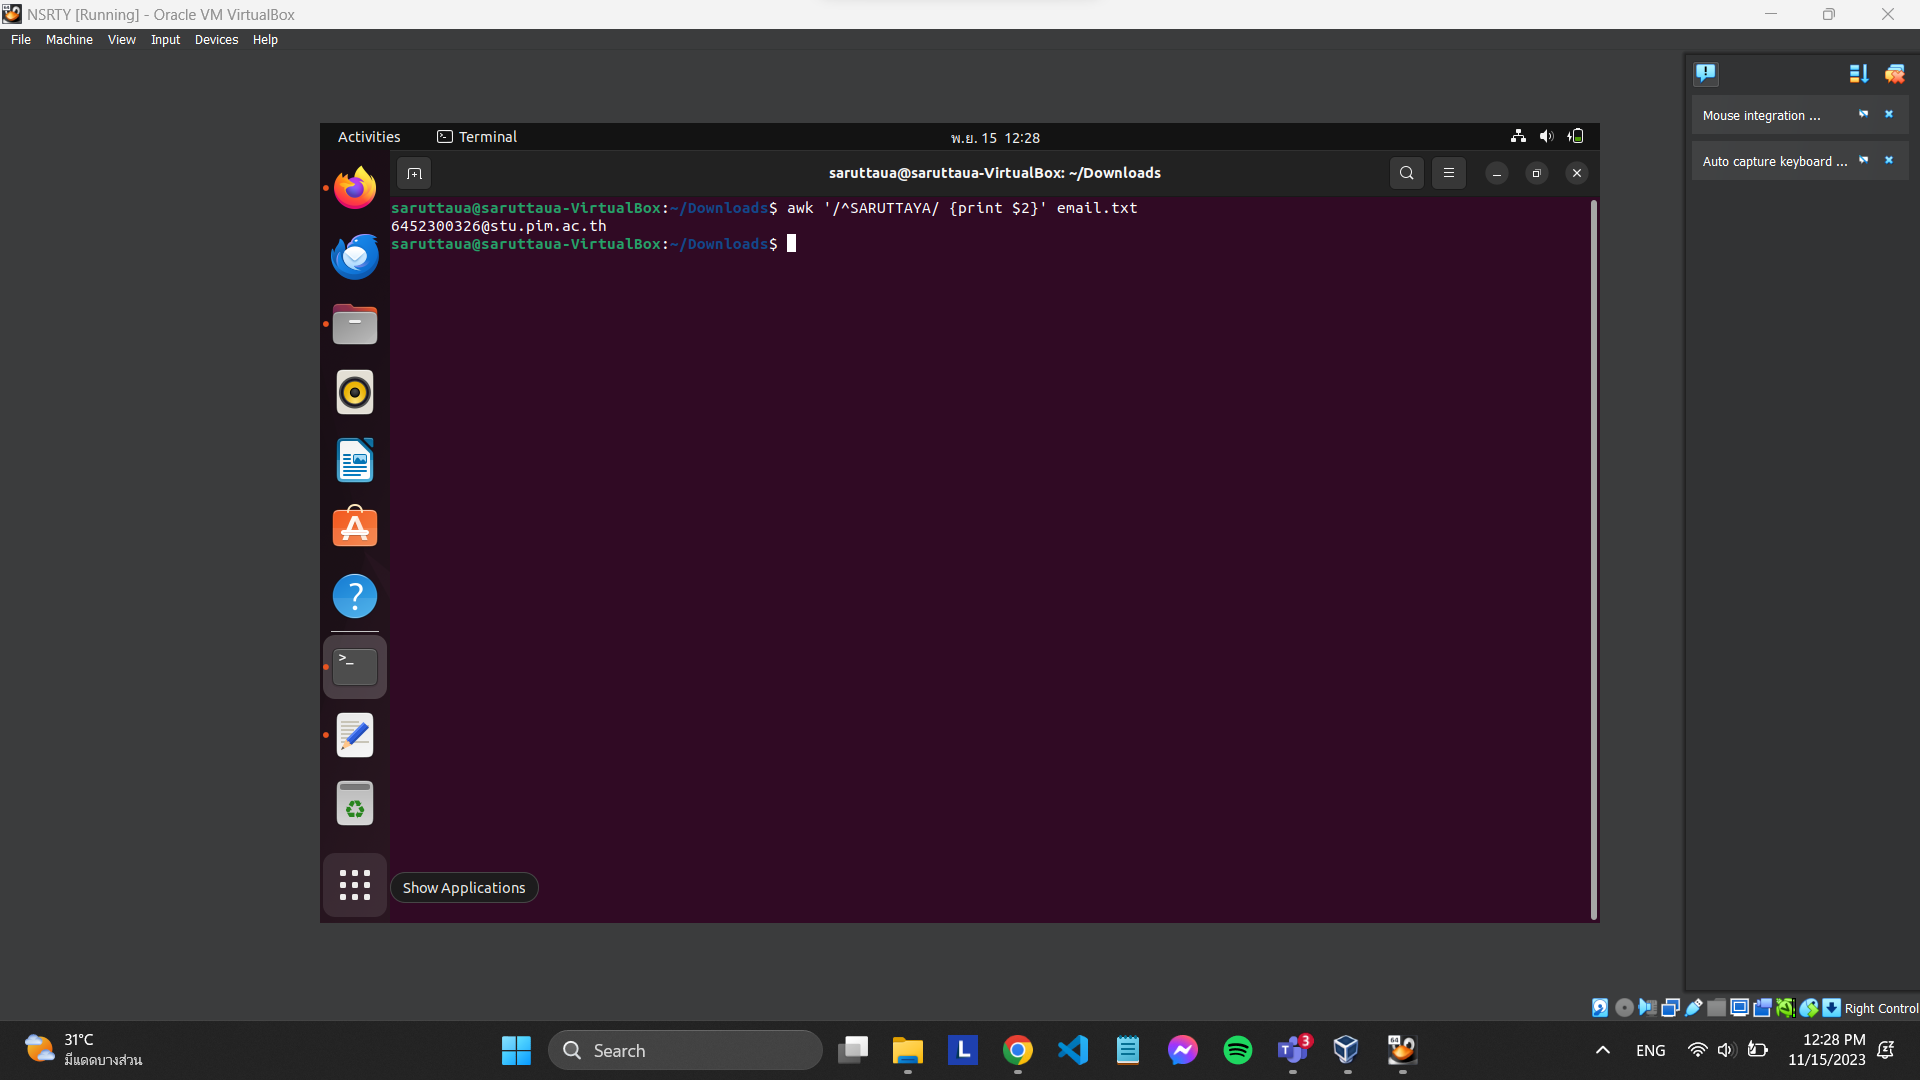 NSRTY [Running] - Oracle VM VirtualBox
File Machine View Input Devices Help
Mouse integration ...
Auto capture keyboard ...
Activities Terminal พ.ย. 15 12:28
saruttaua@saruttaua-VirtualBox: ~/Downloads
saruttaua@saruttaua-VirtualBox:~/Downloads$ awk '/^SARUTTAYA/ {print $2}' email.txt
6452300326@stu.pim.ac.th
saruttaua@saruttaua-VirtualBox:~/Downloads$
Show Applications
Right Control
31°C
มีแดดบางส่วน
Search
3
64
ENG
12:28 PM
11/15/2023